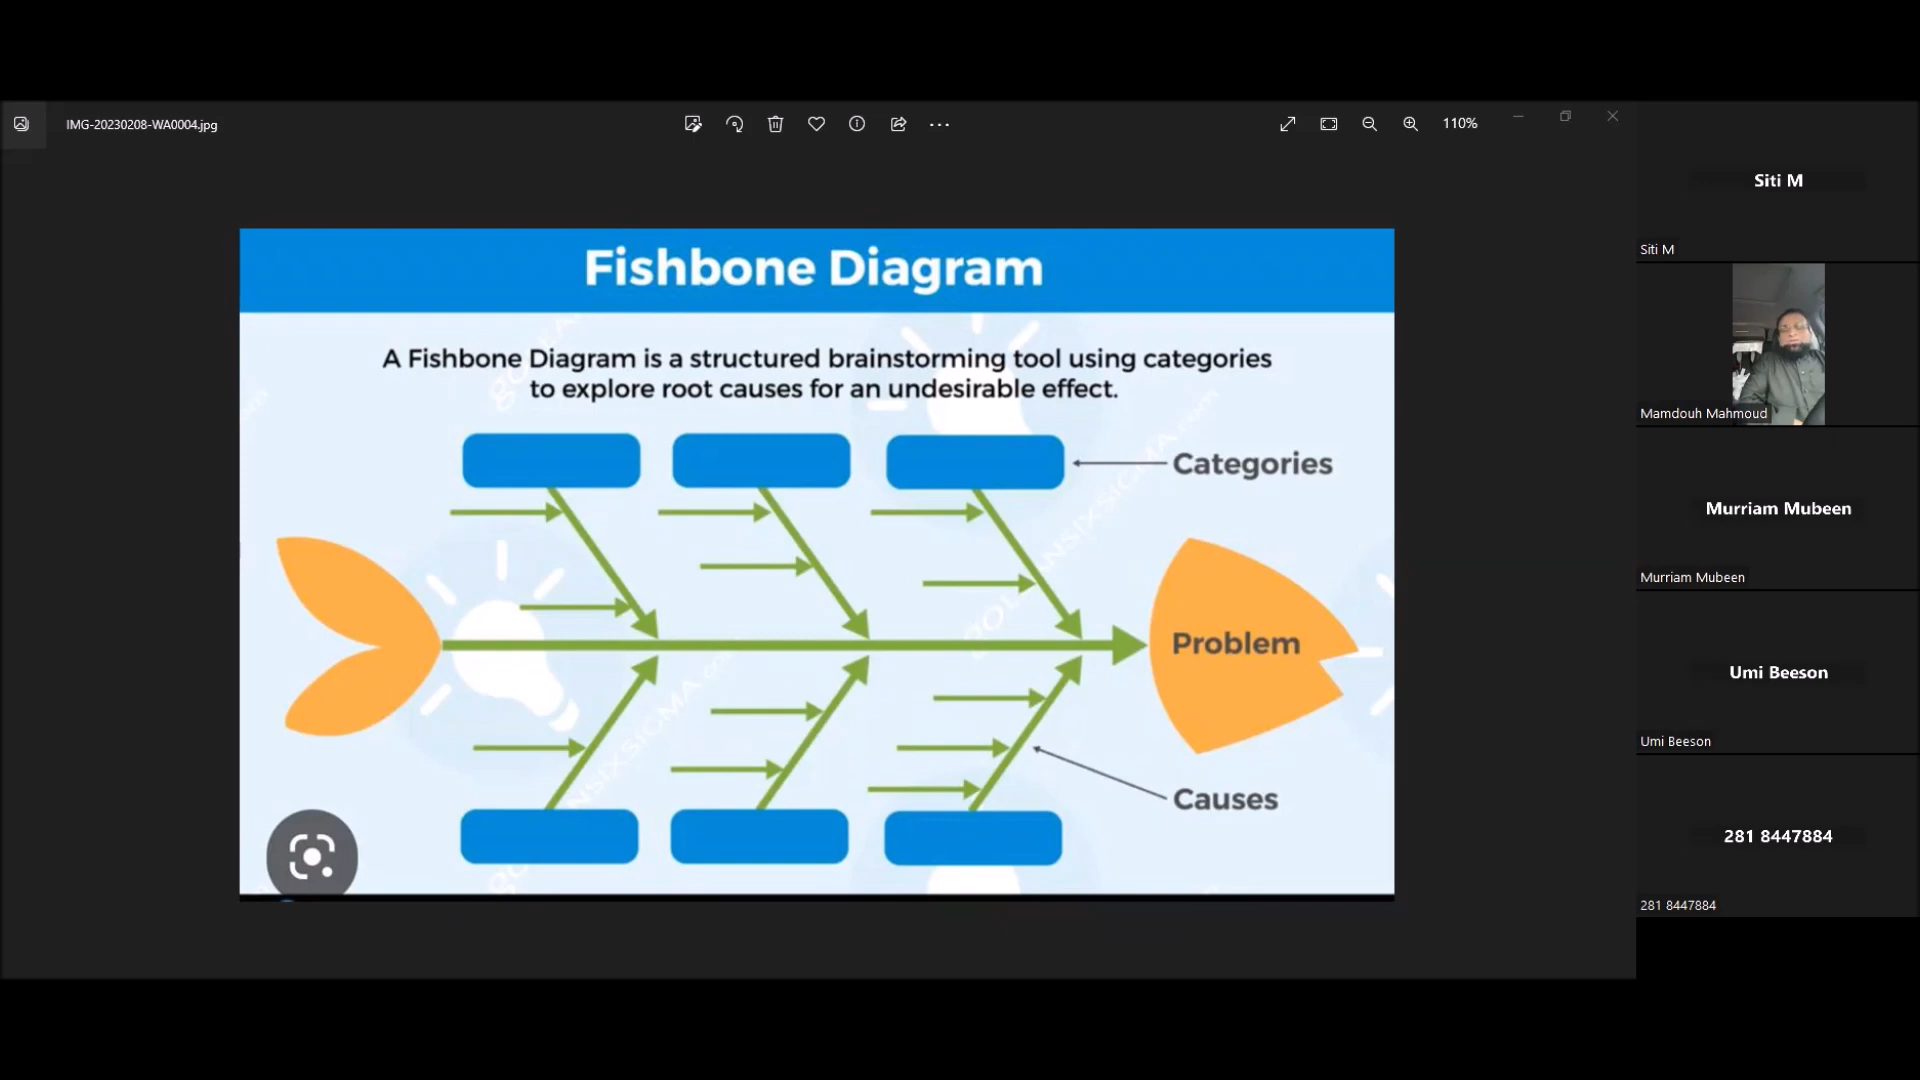 IMG-20230208-WA0004.jpg
110%
Fishbone Diagram
A Fishbone Diagram is a structured brainstorming tool using categories
to explore root causes for an undesirable effect.
Categories
Problem
Causes
Siti M
Siti M
Mamdouh Mahmoud
Murriam Mubeen
Murriam Mubeen
Umi Beeson
Umi Beeson
281 8447884
281 8447884